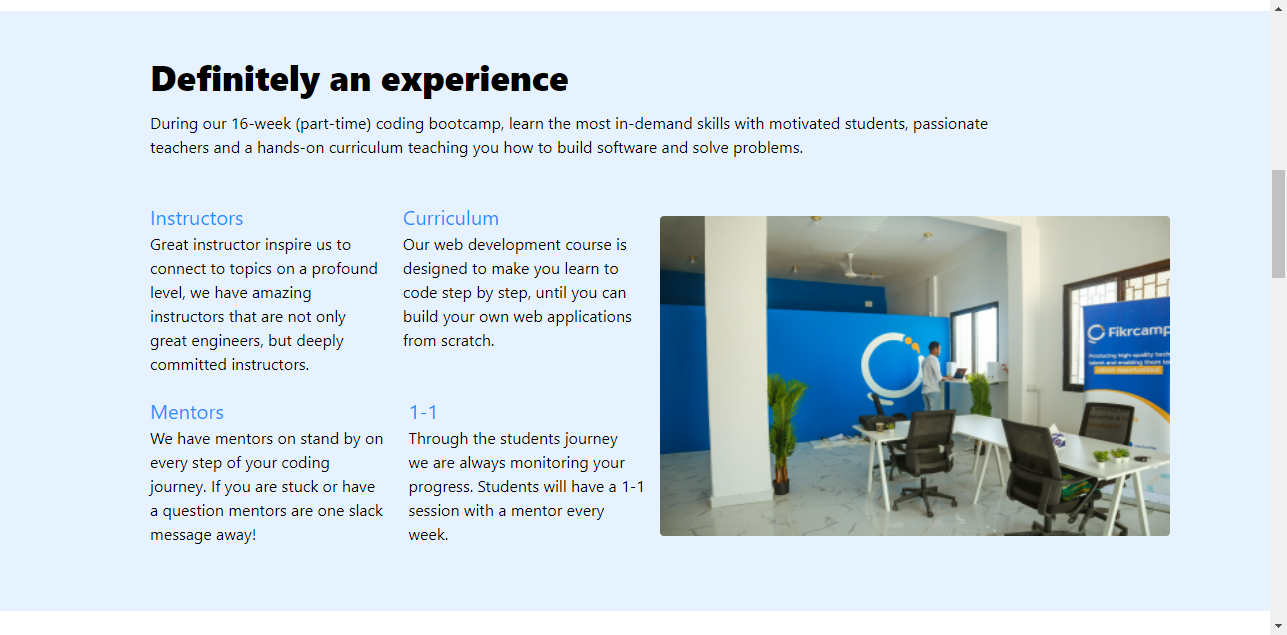 Definitely an experience
During our 16-week (part-time) coding bootcamp, learn the most in-demand skills with motivated students, passionate
teachers and a hands-on curriculum teaching you how to build software and solve problems.
Instructors
Great instructor inspire us to
connect to topics on a profound
level, we have amazing
instructors that are not only
great engineers, but deeply
committed instructors.
Curriculum
Our web development course is
designed to make you learn to
code step by step, until you can
build your own web applications
from scratch.
Mentors
We have mentors on stand by on
every step of your coding
journey. If you are stuck or have
a question mentors are one slack
message away!
1-1
Through the students journey
we are always monitoring your
progress. Students will have a 1-1
session with a mentor every
week.
Fikrcamp
Producing high-quality tech
talent and enabling them to